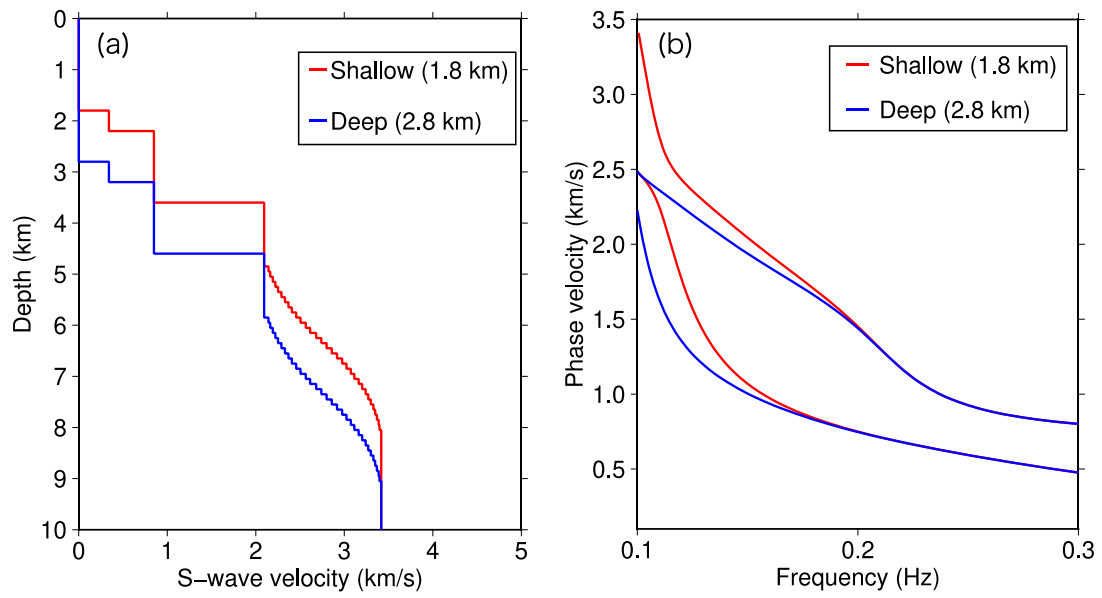 (a)
Shallow (1.8 km)
Deep (2.8 km)
0
1
2
3
4
5
6
7
8
9
10
Depth (km)
0 1 2 3 4 5
S−wave velocity (km/s)
(b)
Shallow (1.8 km)
Deep (2.8 km)
3.5
3.0
2.5
2.0
1.5
1.0
0.5
Phase velocity (km/s)
0.1 0.2 0.3
Frequency (Hz)